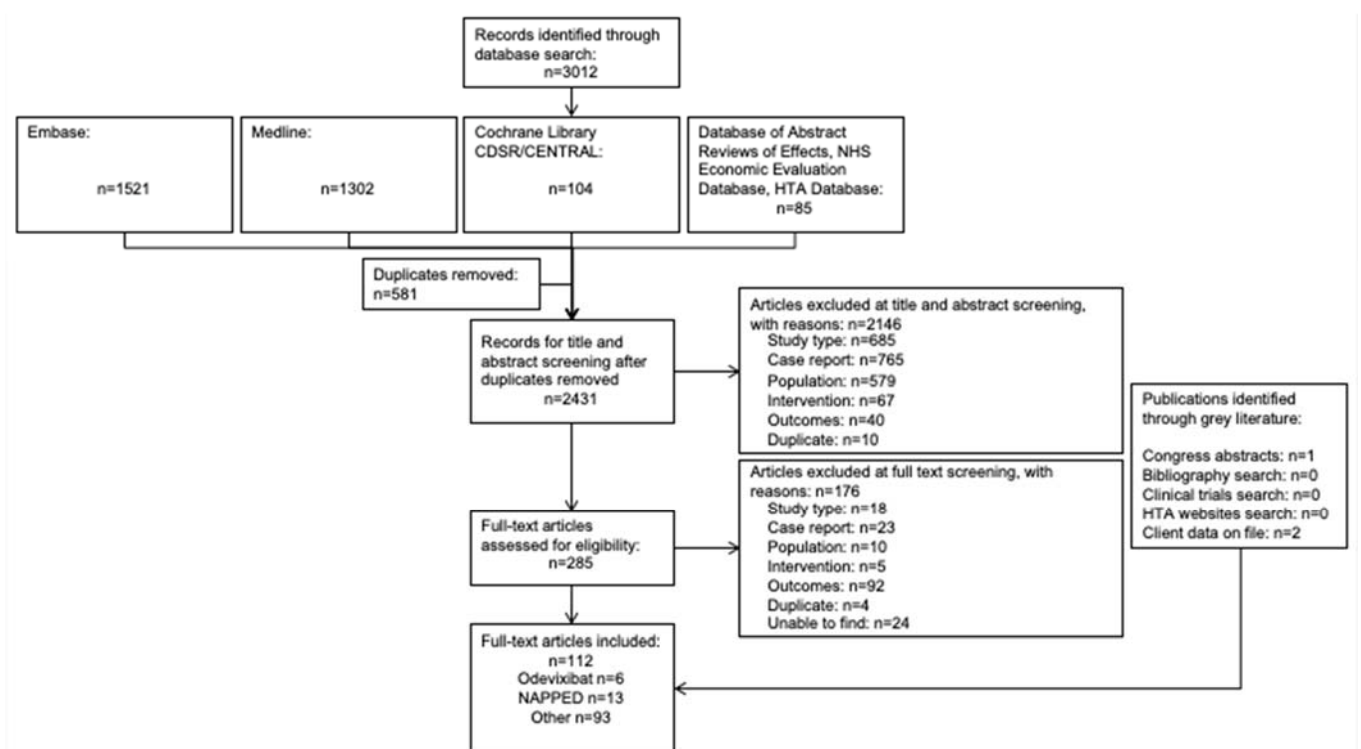 Records identified through
database search:
n=3012
Embase:
n=1521
Medline:
n=1302
Cochrane Library
CDSR/CENTRAL:
n=104
Database of Abstract
Reviews of Effects, NHS
Economic Evaluation
Database, HTA Database:
n=85
Duplicates removed:
n=581
Records for title and
abstract screening after
duplicates removed
n=2431
Articles excluded at title and abstract screening,
with reasons: n=2146
Study type: n=685
Case report: n=765
Population: n=579
Intervention: n=67
Outcomes: n=40
Duplicate: n=10
Publications identified
through grey literature:
Congress abstracts: n=1
Bibliography search: n=0
Clinical trials search: n=0
HTA websites search: n=0
Client data on file: n=2
Full-text articles
assessed for eligibility:
n=285
Articles excluded at full text screening, with
reasons: n=176
Study type: n=18
Case report: n=23
Population: n=10
Intervention: n=5
Outcomes: n=92
Duplicate: n=4
Unable to find: n=24
Full-text articles included:
n=112
Odevixibat n=6
NAPPED n=13
Other n=93